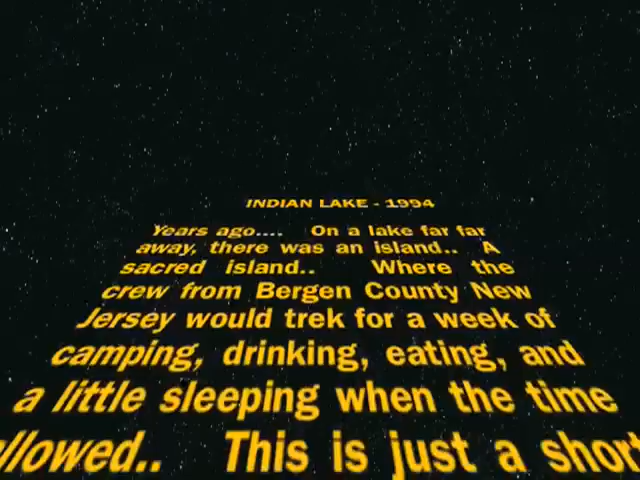 INDIAN LAKE - 1994
Years ago.... On a lake far far
away, there was an island.. A
sacred island.. Where the
crew from Bergen County New
Jersey would trek for a week of
camping, drinking, eating, and
a little sleeping when the time
llowed.. This is just a short